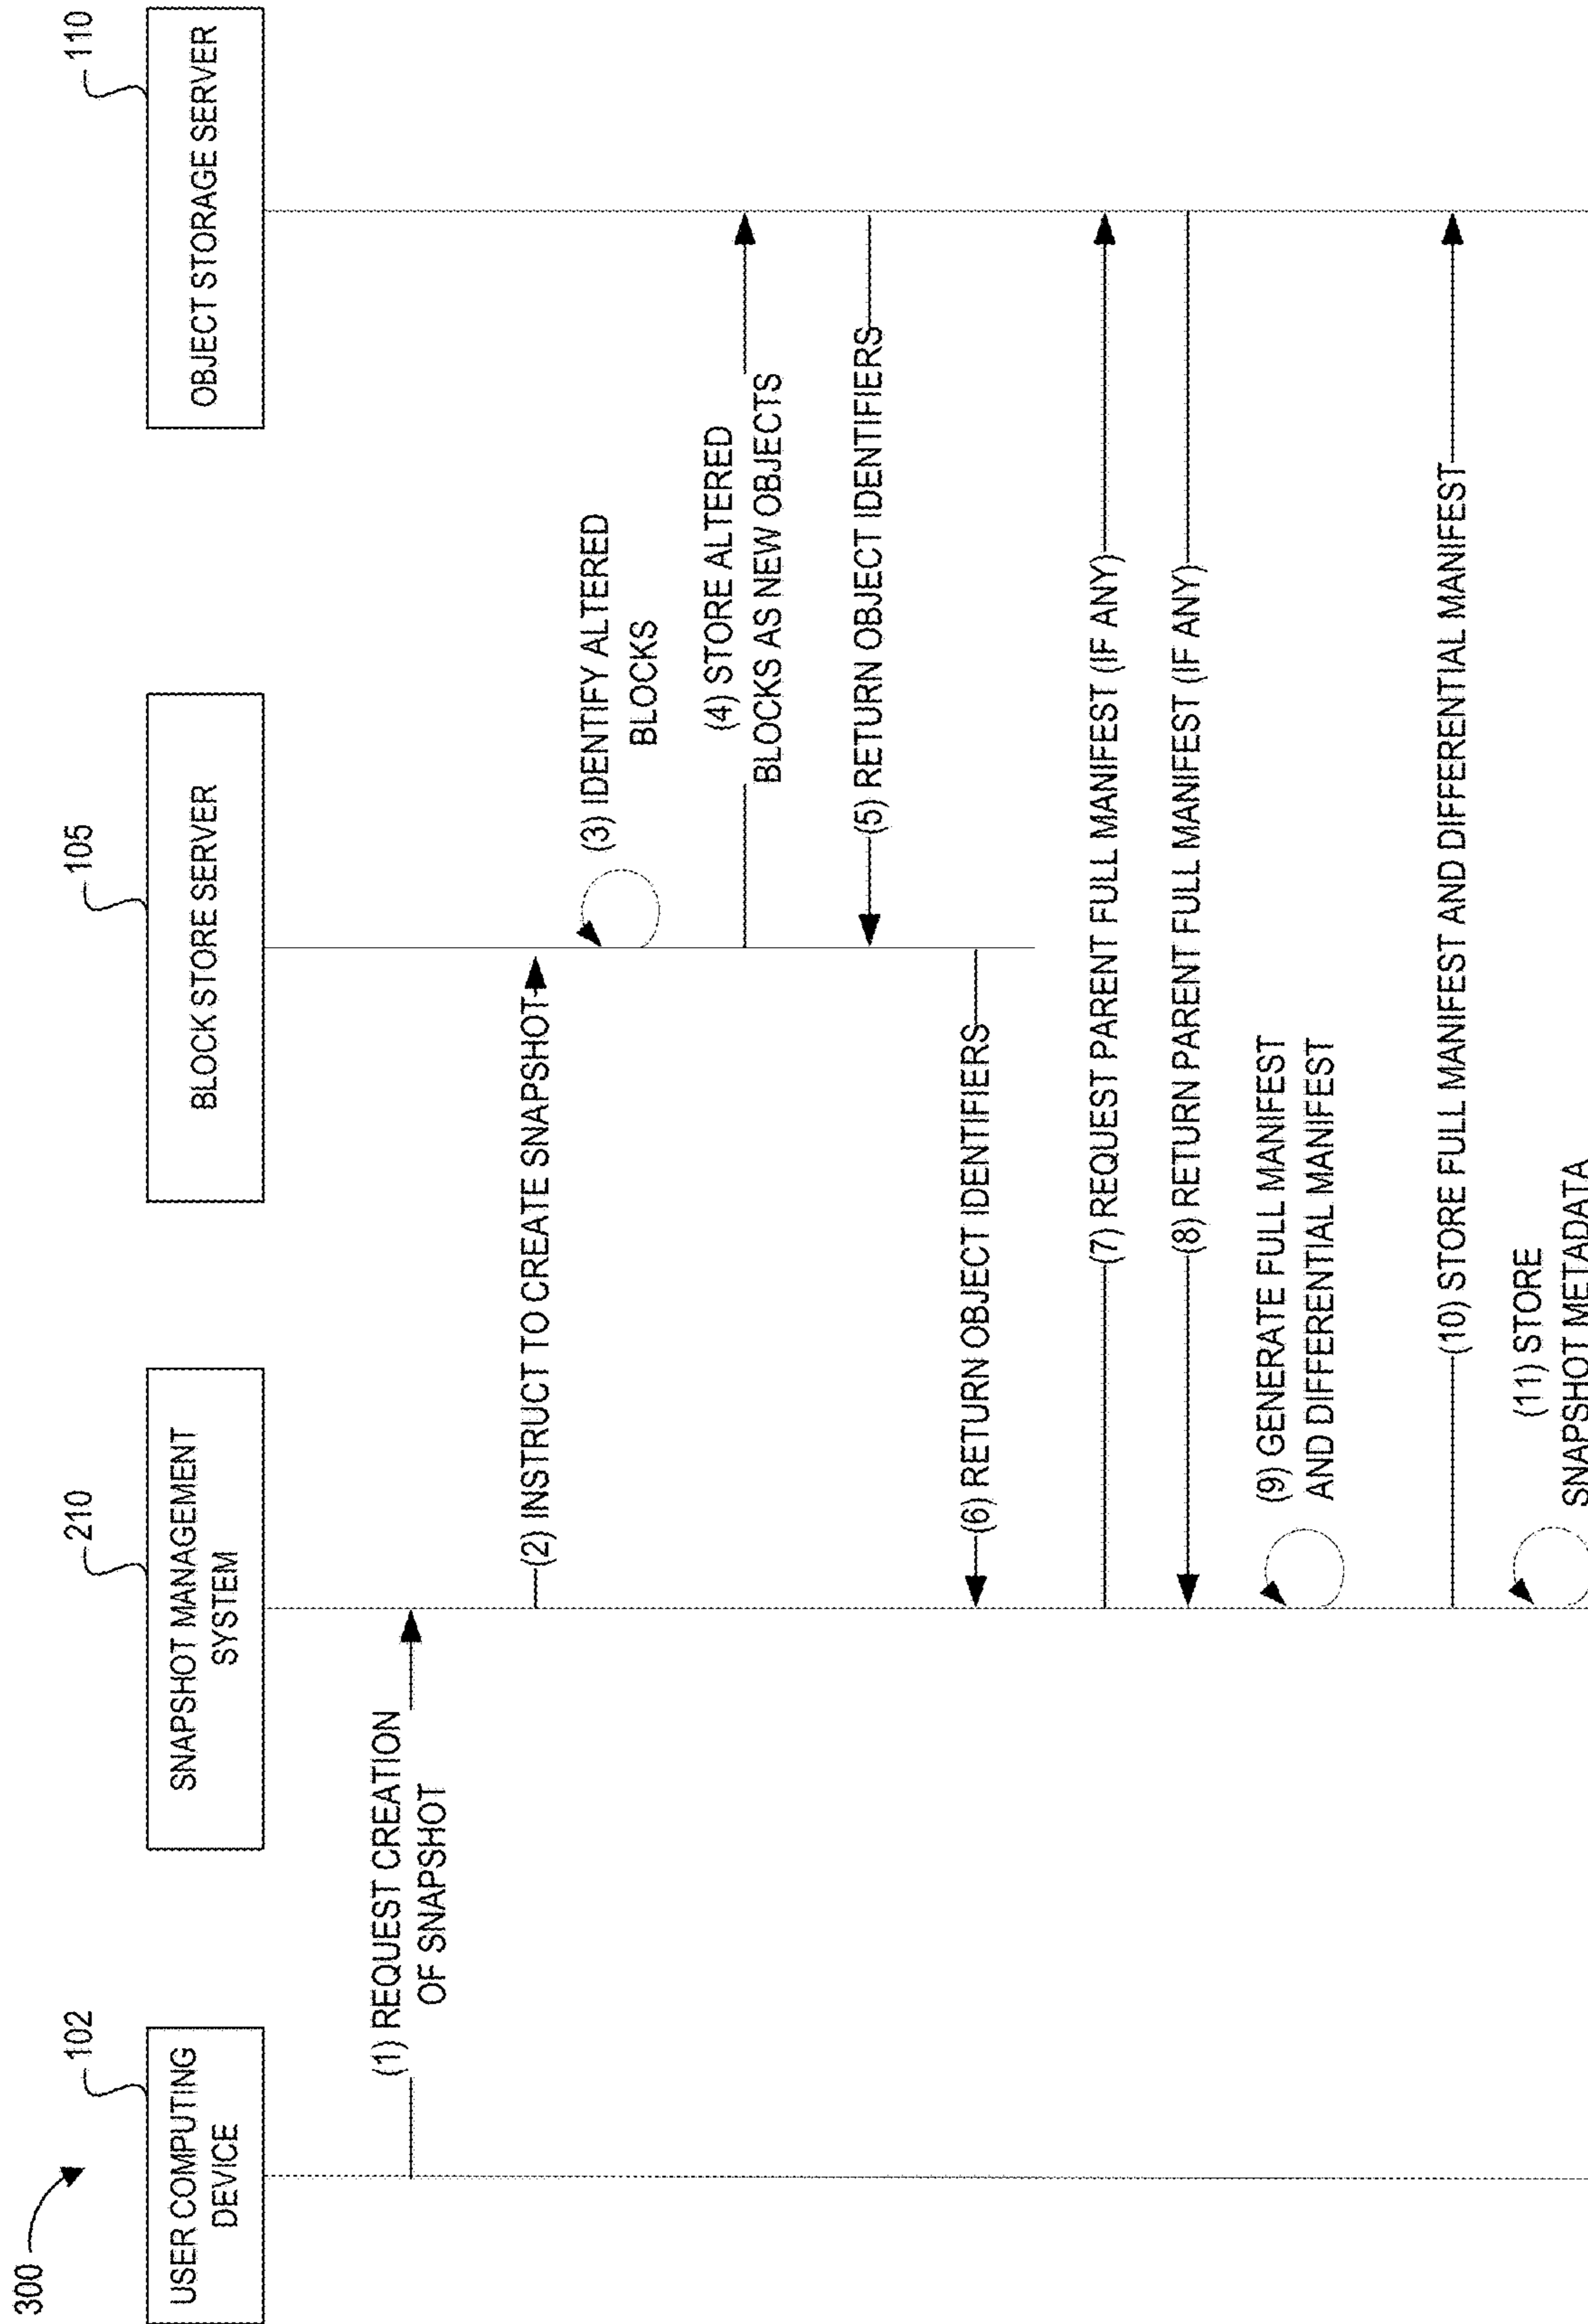 300
102
210
105
110
USER COMPUTING
DEVICE
SNAPSHOT MANAGEMENT
SYSTEM
BLOCK STORE SERVER
OBJECT STORAGE SERVER
(1) REQUEST CREATION
OF SNAPSHOT
(2) INSTRUCT TO CREATE SNAPSHOT
(3) IDENTIFY ALTERED
BLOCKS
(4) STORE ALTERED
BLOCKS AS NEW OBJECTS
(5) RETURN OBJECT IDENTIFIERS
(6) RETURN OBJECT IDENTIFIERS
(7) REQUEST PARENT FULL MANIFEST (IF ANY)
(8) RETURN PARENT FULL MANIFEST (IF ANY)
(9) GENERATE FULL MANIFEST
AND DIFFERENTIAL MANIFEST
(10) STORE FULL MANIFEST AND DIFFERENTIAL MANIFEST
(11) STORE
SNAPSHOT METADATA